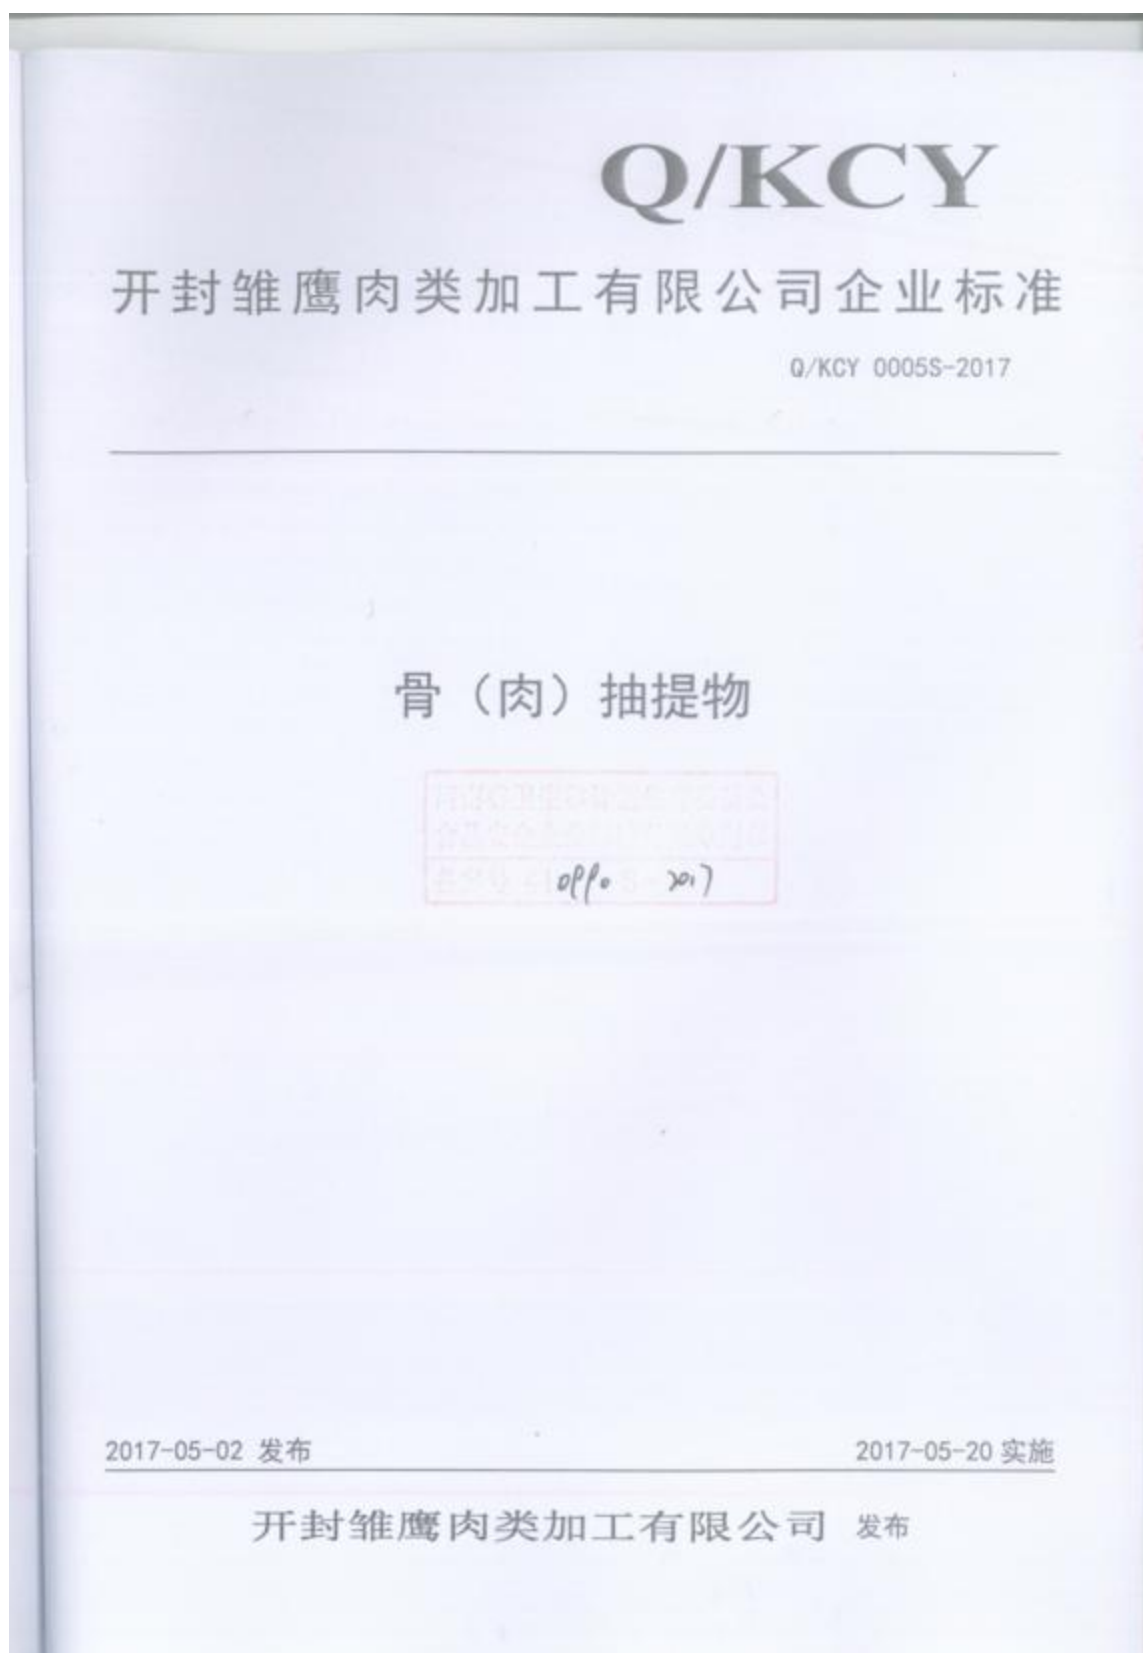 Q/KCY
开封雏鹰肉类加工有限公司企业标准
Q/KCY 0005S-2017
骨（肉）抽提物
2017
2017-05-02 发布
2017-05-20 实施
开封雏鹰肉类加工有限公司 发布